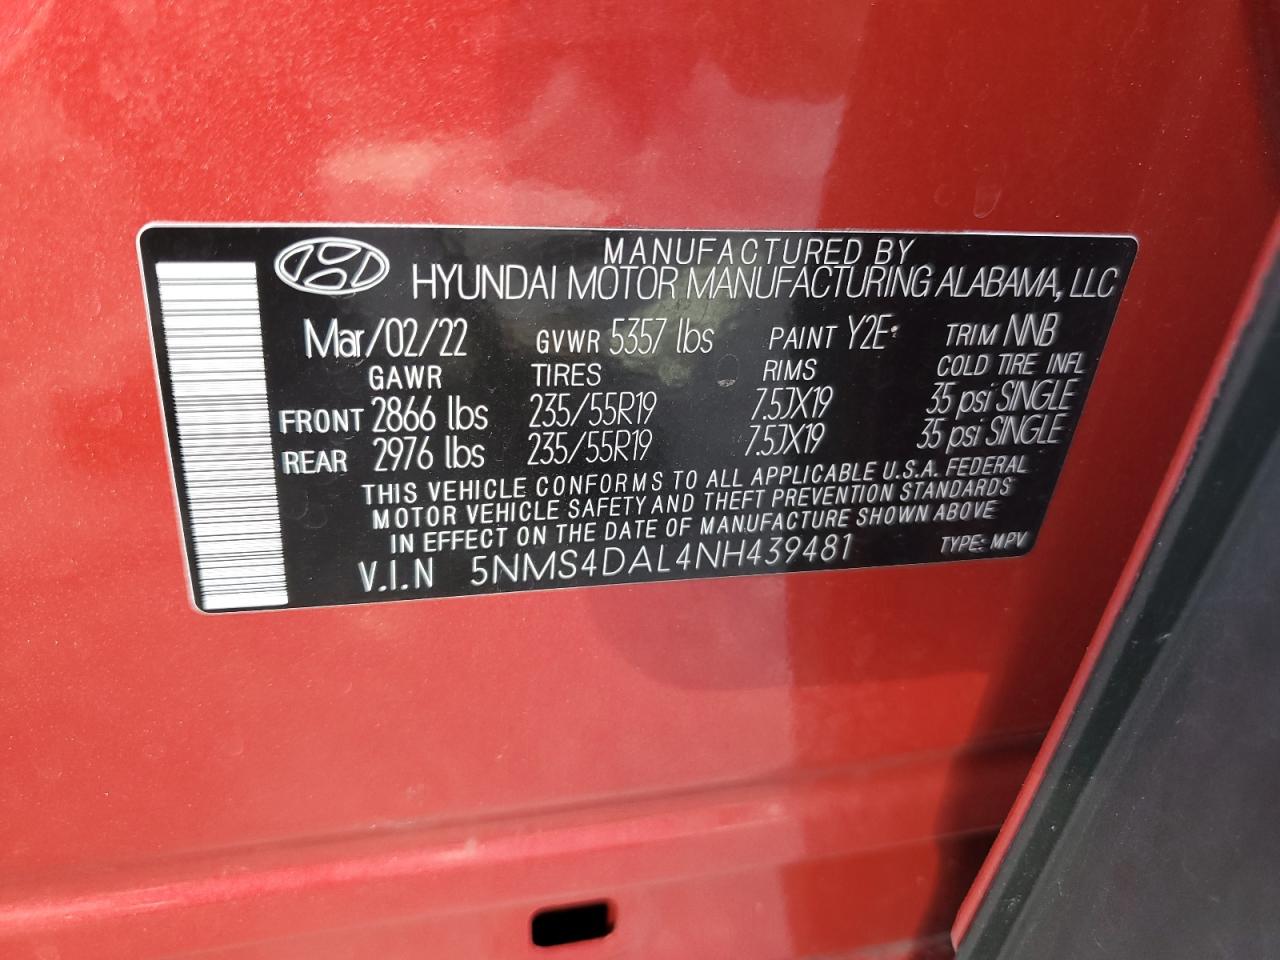 MANUFACTURED BY
HYUNDAI MOTOR MANUFACTURING ALABAMA, LLC
Mar/02/22 GVWR 5357 lbs PAINT Y2E TRIM NNB
GAWR TIRES RIMS COLD TIRE INFL
FRONT 2866 lbs 235/55R19 7.5JX19 35 psi SINGLE
REAR 2976 lbs 235/55R19 7.5JX19 35 psi SINGLE
THIS VEHICLE CONFORMS TO ALL APPLICABLE U.S.A. FEDERAL
MOTOR VEHICLE SAFETY AND THEFT PREVENTION STANDARDS
IN EFFECT ON THE DATE OF MANUFACTURE SHOWN ABOVE
V.I.N 5NMS4DAL4NH439481 TYPE: MPV